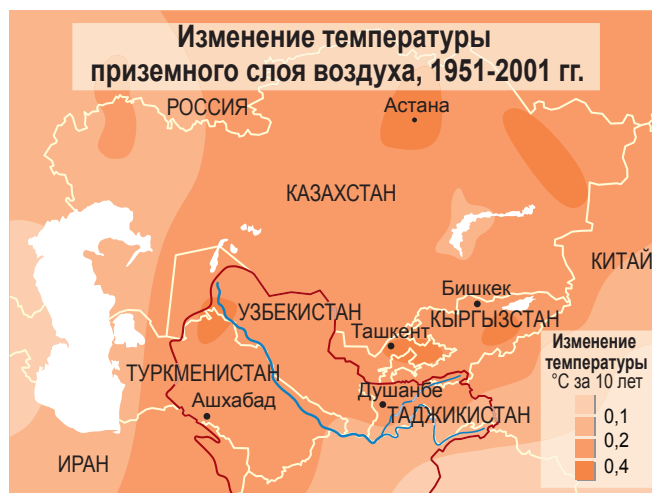 Изменение температуры
приземного слоя воздуха, 1951-2001 гг.
РОССИЯ
Астана
КАЗАХСТАН
КИТАЙ
Бишкек
УЗБЕКИСТАН
КЫРГЫЗСТАН
Ташкент
ТУРКМЕНИСТАН
Душанбе
Ашхабад
ТАДЖИКИСТАН
ИРАН
Изменение
температуры
°C за 10 лет
0,1
0,2
0,4